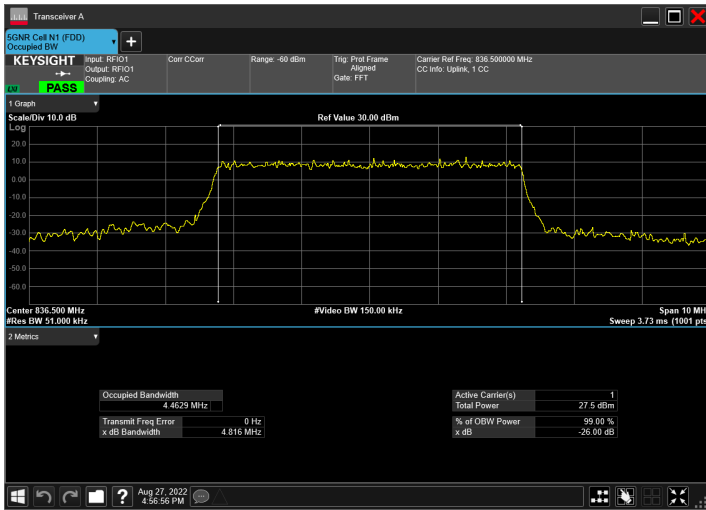 Transceiver A
5GNR Cell N1 (FDD)
Occupied BW
+
KEYSIGHT
LXI
PASS
Input: RFIO1
Output: RFIO1
Coupling: AC
Corr CCorr
Range: -60 dBm
Trig: Prot Frame
Aligned
Gate: FFT
Carrier Ref Freq: 836.500000 MHz
CC Info: Uplink, 1 CC
1 Graph
Scale/Div 10.0 dB
Ref Value 30.00 dBm
Log
20.0
10.0
0.00
-10.0
-20.0
-30.0
-40.0
-50.0
-60.0
Center 836.500 MHz
#Video BW 150.00 kHz
Span 10 MH
#Res BW 51.000 kHz
Sweep 3.73 ms (1001 pts
2 Metrics
Occupied Bandwidth
4.4629 MHz
Transmit Freq Error 0 Hz
x dB Bandwidth 4.816 MHz
Active Carrier(s) 1
Total Power 27.5 dBm
% of OBW Power 99.00 %
x dB -26.00 dB
?
Aug 27, 2022
4:56:56 PM